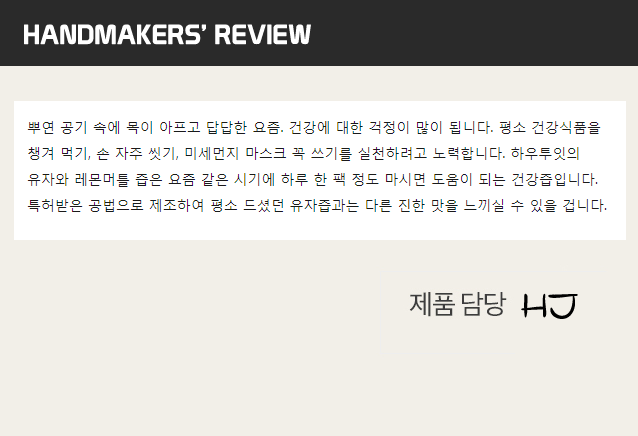 HANDMAKERS’ REVIEW
뿌연 공기 속에 목이 아프고 답답한 요즘. 건강에 대한 걱정이 많이 됩니다. 평소 건강식품을
챙겨 먹기, 손 자주 씻기, 미세먼지 마스크 꼭 쓰기를 실천하려고 노력합니다. 하우투잇의
유자와 레몬머틀 즙은 요즘 같은 시기에 하루 한 팩 정도 마시면 도움이 되는 건강즙입니다.
특허받은 공법으로 제조하여 평소 드셨던 유자즙과는 다른 진한 맛을 느끼실 수 있을 겁니다.
제품 담당 HJ